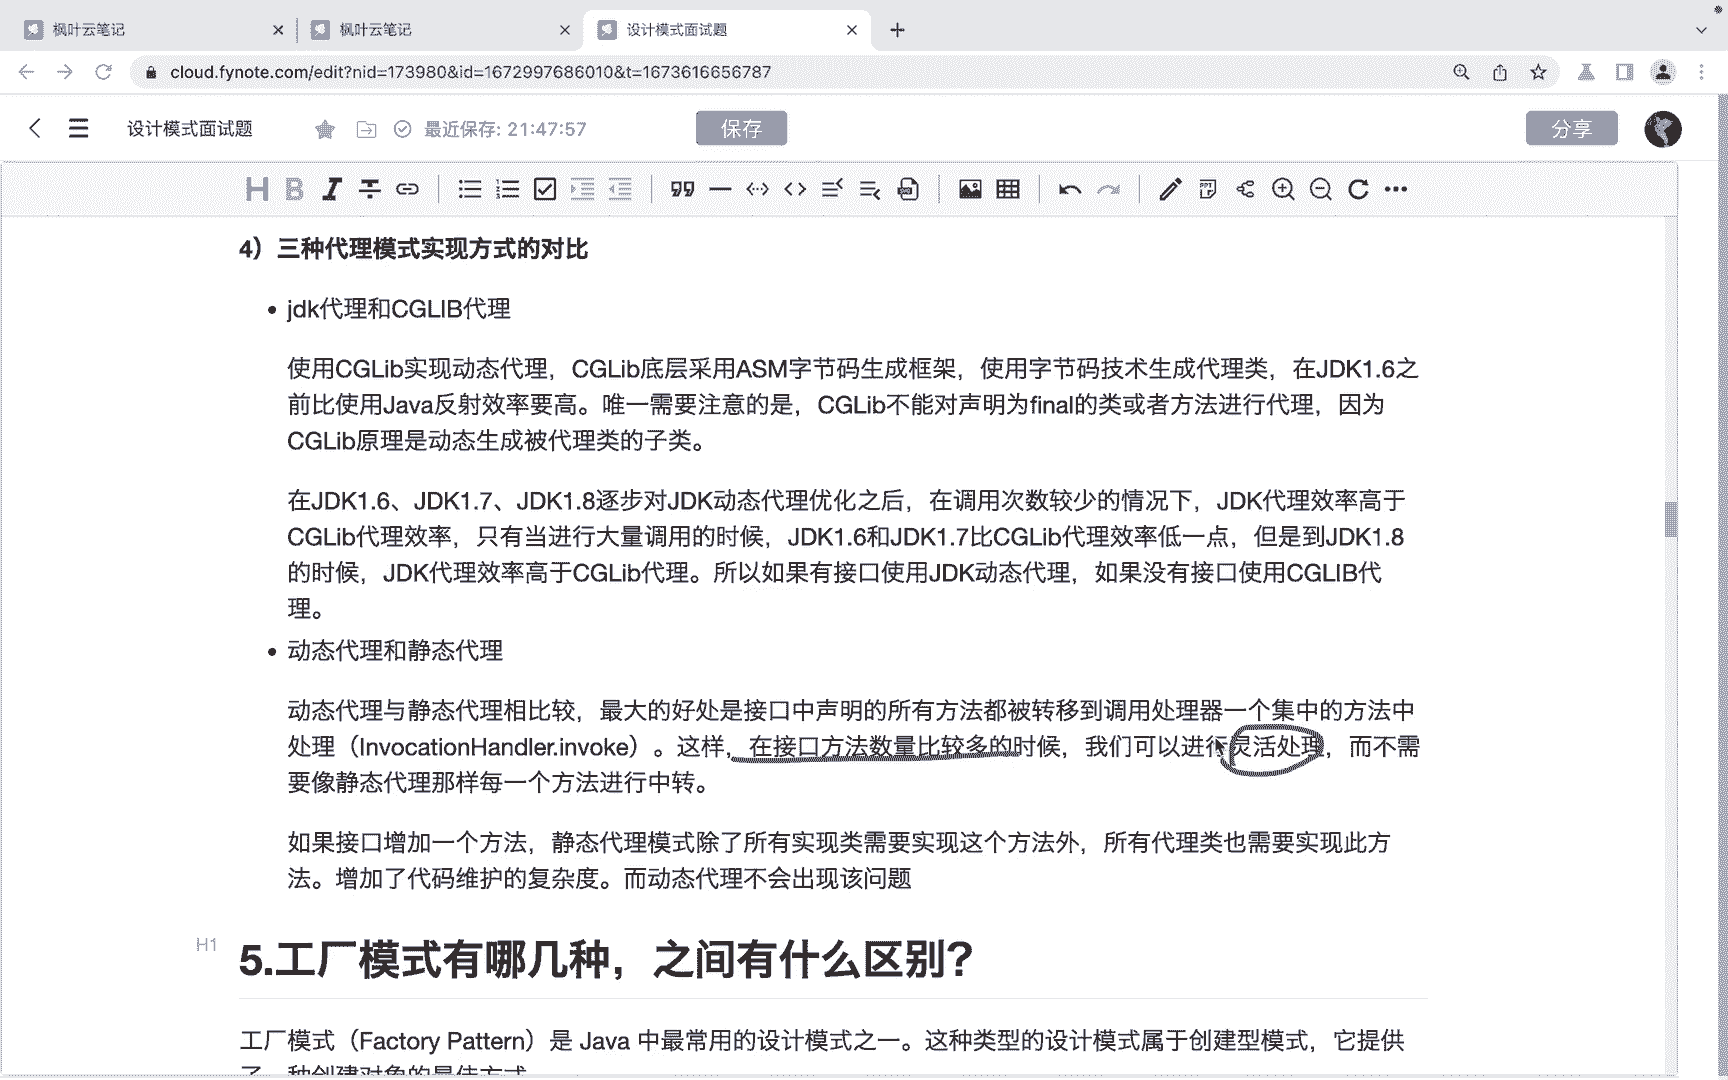 枫叶云笔记
枫叶云笔记
设计模式面试题
cloud.fynote.com/edit?nid=173980&id=1672997686010&t=1673616656787
设计模式面试题
最近保存: 21:47:57
保存
分享
H B I T
4）三种代理模式实现方式的对比
jdk代理和CGLIB代理
使用CGLib实现动态代理，CGLib底层采用ASM字节码生成框架，使用字节码技术生成代理类，在JDK1.6之
前比使用Java反射效率要高。唯一需要注意的是，CGLib不能对声明为final的类或者方法进行代理，因为
CGLib原理是动态生成被代理类的子类。
在JDK1.6、JDK1.7、JDK1.8逐步对JDK动态代理优化之后，在调用次数较少的情况下，JDK代理效率高于
CGLib代理效率，只有当进行大量调用的时候，JDK1.6和JDK1.7比CGLib代理效率低一点，但是到JDK1.8
的时候，JDK代理效率高于CGLib代理。所以如果有接口使用JDK动态代理，如果没有接口使用CGLIB代
理。
动态代理和静态代理
动态代理与静态代理相比较，最大的好处是接口中声明的所有方法都被转移到调用处理器一个集中的方法中
处理（InvocationHandler.invoke）。这样，在接口方法数量比较多的时候，我们可以进行灵活处理，而不需
要像静态代理那样每一个方法进行中转。
如果接口增加一个方法，静态代理模式除了所有实现类需要实现这个方法外，所有代理类也需要实现此方
法。增加了代码维护的复杂度。而动态代理不会出现该问题
H1
5.工厂模式有哪几种，之间有什么区别？
工厂模式（Factory Pattern）是 Java 中最常用的设计模式之一。这种类型的设计模式属于创建型模式，它提供
了一种创建对象的最佳方式